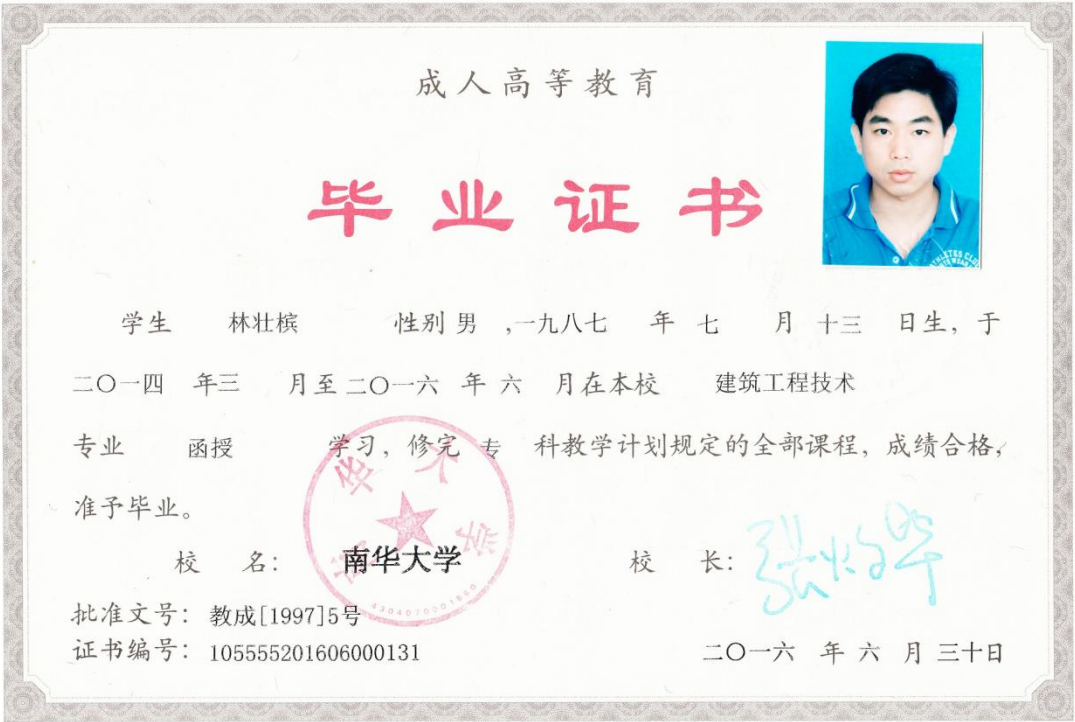 成人高等教育
毕业证书
学生 林壮槟 性别 男 ,一九八七 年 七 月 十三 日生，于
二〇一四 年三 月至二〇一六 年 六 月在本校 建筑工程技术
专业 函授 学习，修完 专 科教学计划规定的全部课程，成绩合格，
准予毕业。
校 名： 南华大学 校 长：
批准文号： 教成[1997]5号
证书编号： 105555201606000131
二〇一六 年 六 月 三十日